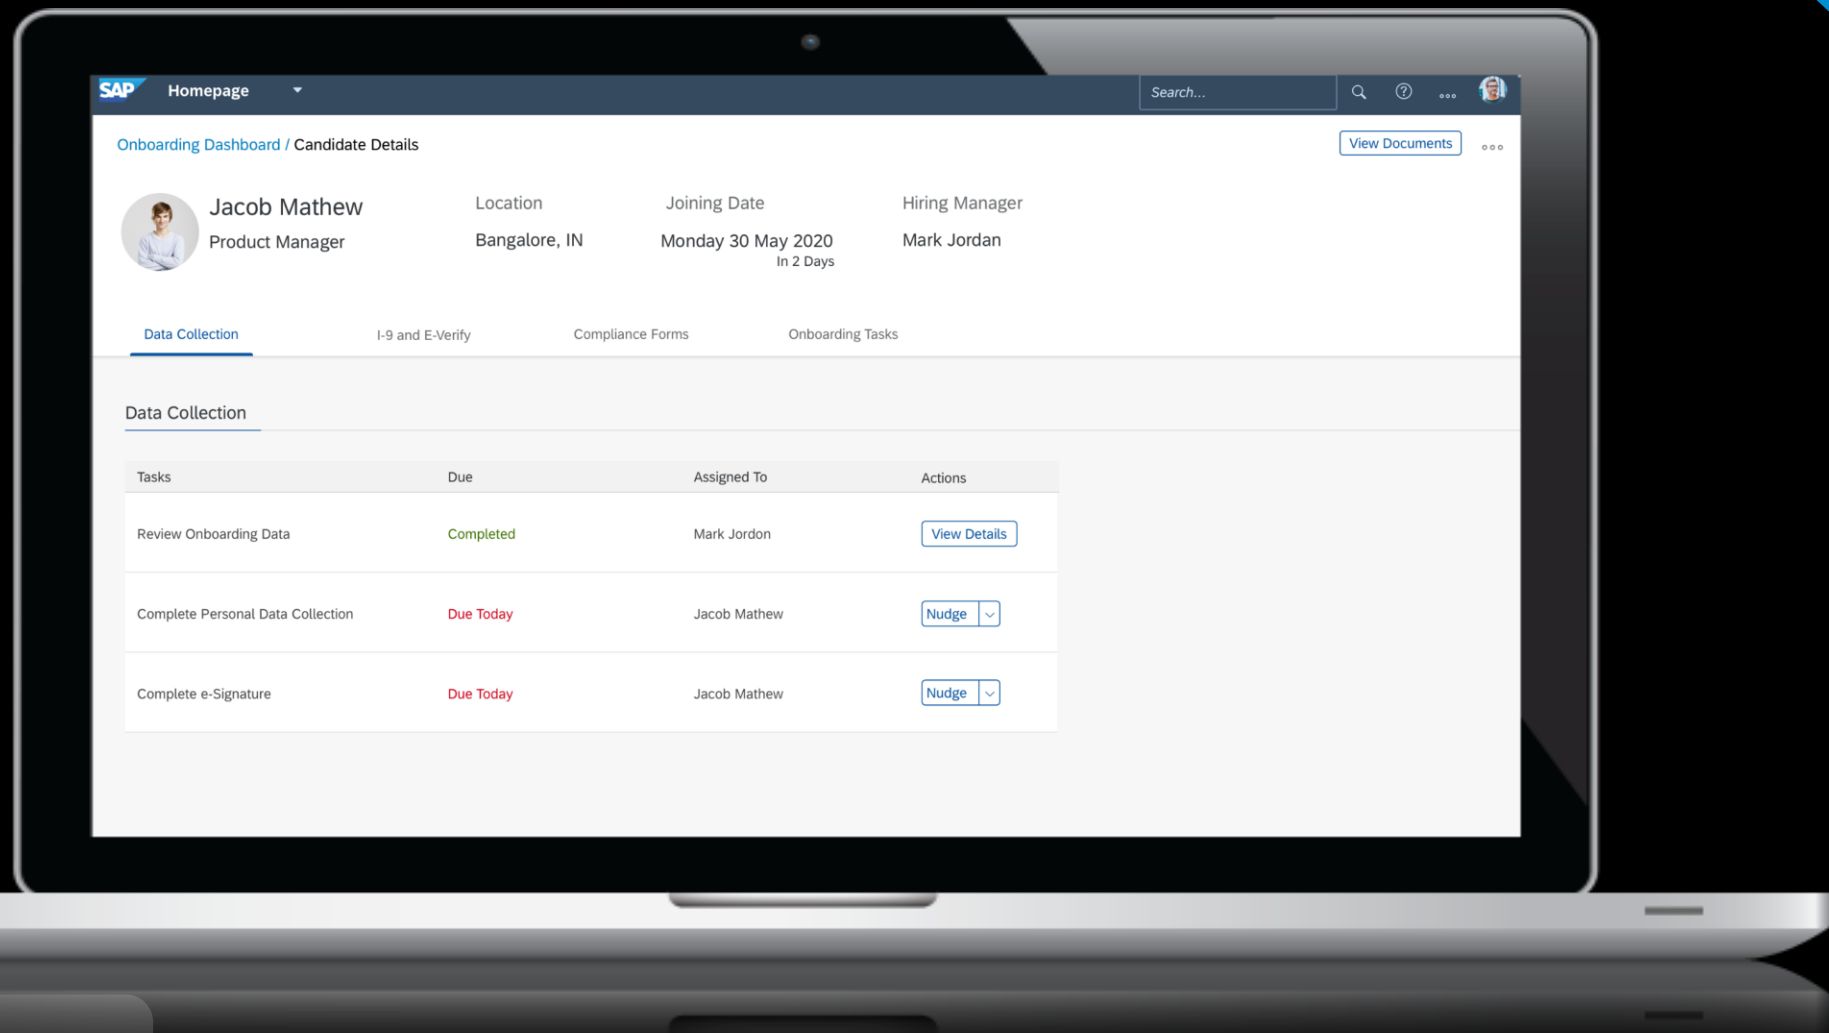 SAP Homepage Search...
Onboarding Dashboard / Candidate Details View Documents
Jacob Mathew
Product Manager
Location
Bangalore, IN
Joining Date
Monday 30 May 2020
In 2 Days
Hiring Manager
Mark Jordan
Data Collection I-9 and E-Verify Compliance Forms Onboarding Tasks
Data Collection
Tasks Due Assigned To Actions
Review Onboarding Data Completed Mark Jordon View Details
Complete Personal Data Collection Due Today Jacob Mathew Nudge
Complete e-Signature Due Today Jacob Mathew Nudge